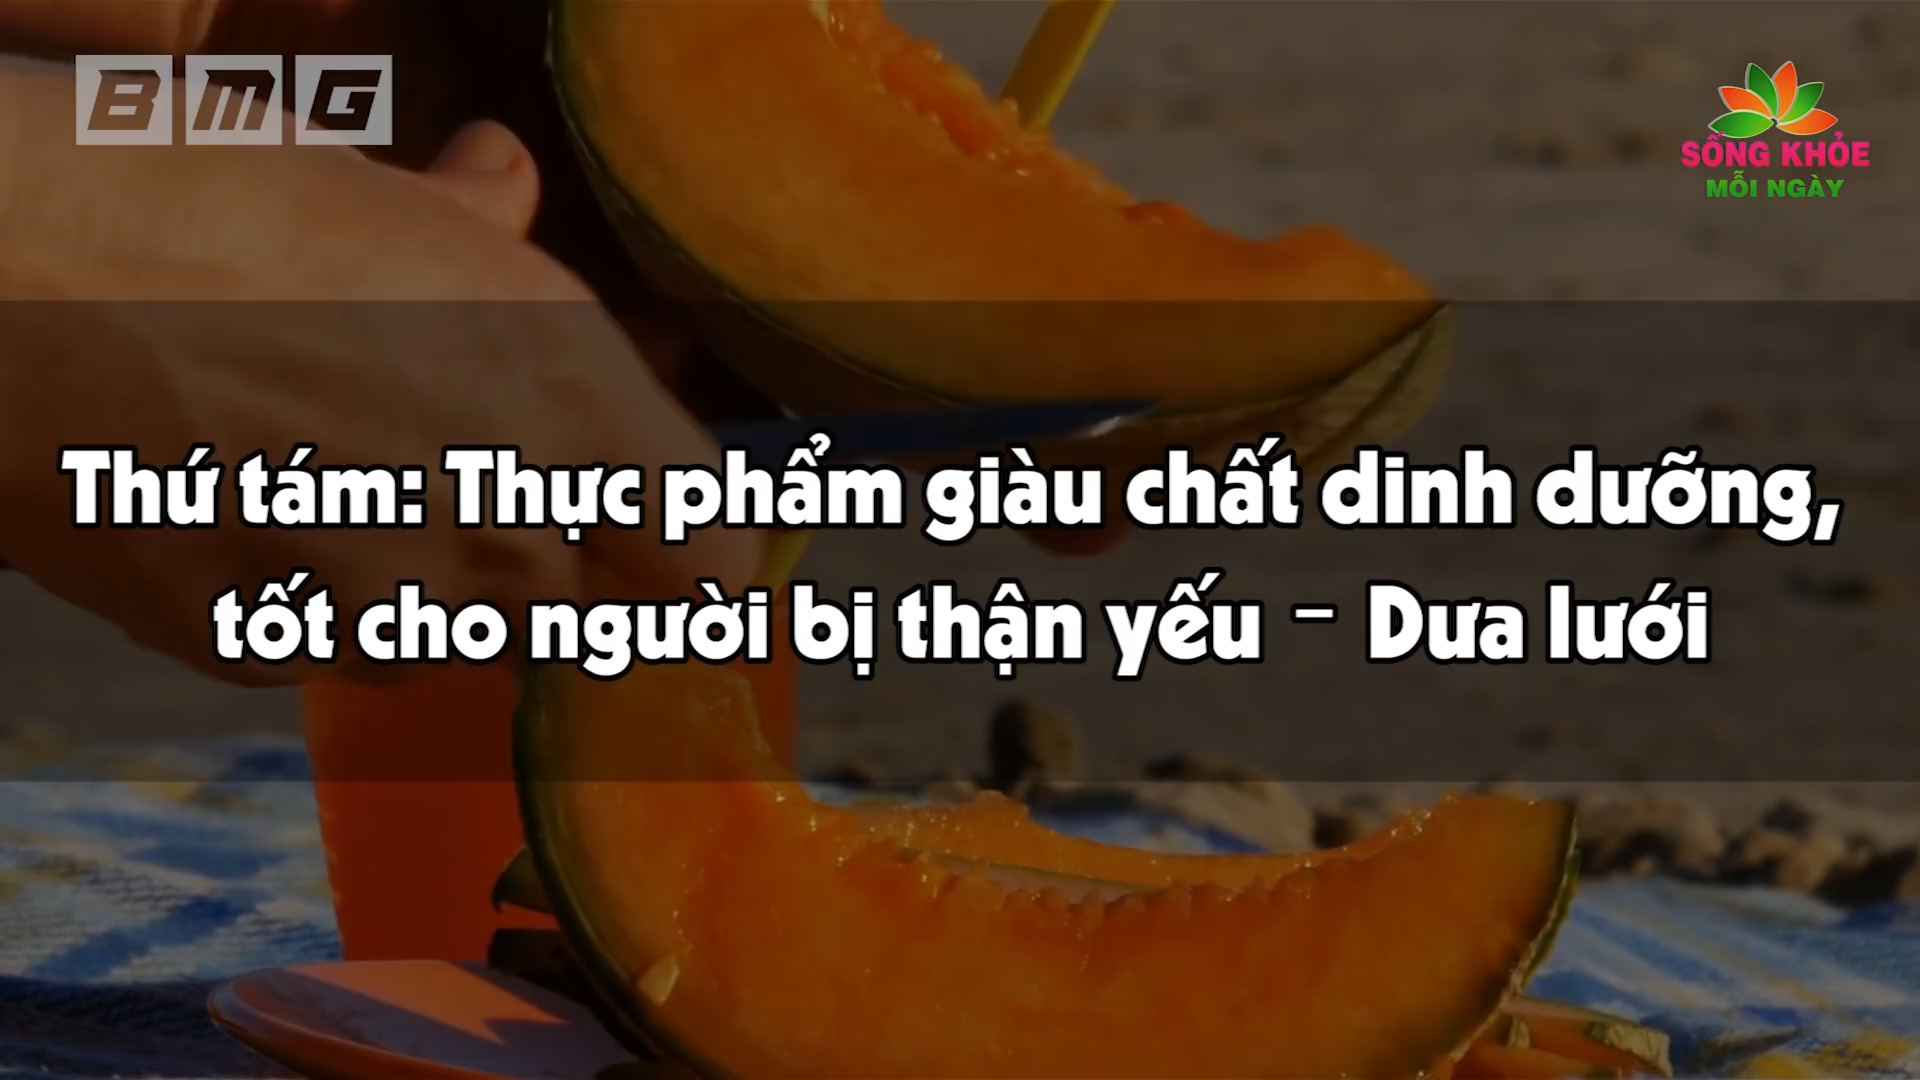 BMG
SỐNG KHỎE
MỖI NGÀY
Thứ tám: Thực phẩm giàu chất dinh dưỡng,
tốt cho người bị thận yếu - Dưa lưới